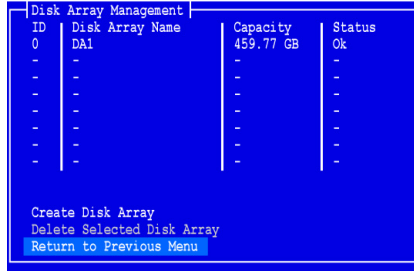 Disk Array Management
ID Disk Array Name Capacity Status
0 DA1 459.77 GB Ok
- - - -
- - - -
- - - -
- - - -
- - - -
- - - -
- - - -
Create Disk Array
Delete Selected Disk Array
Return to Previous Menu